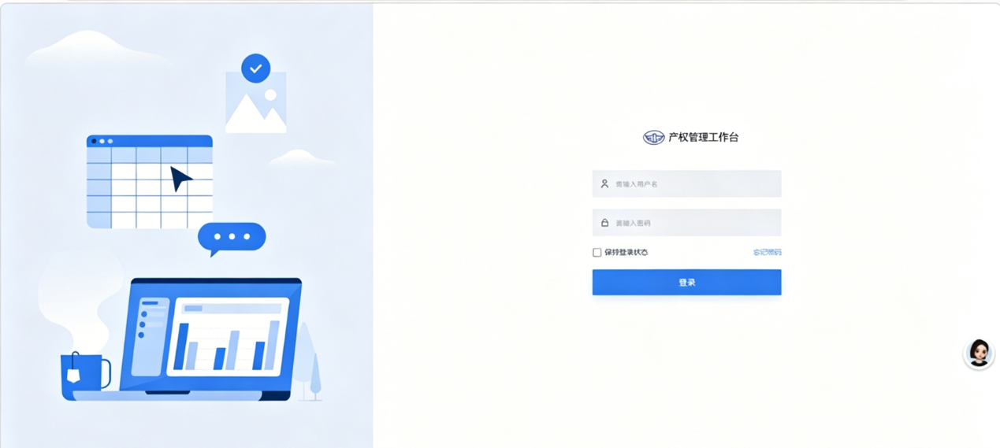 产权管理工作台
请输入用户名
请输入密码
保持登录状态
忘记密码
登录